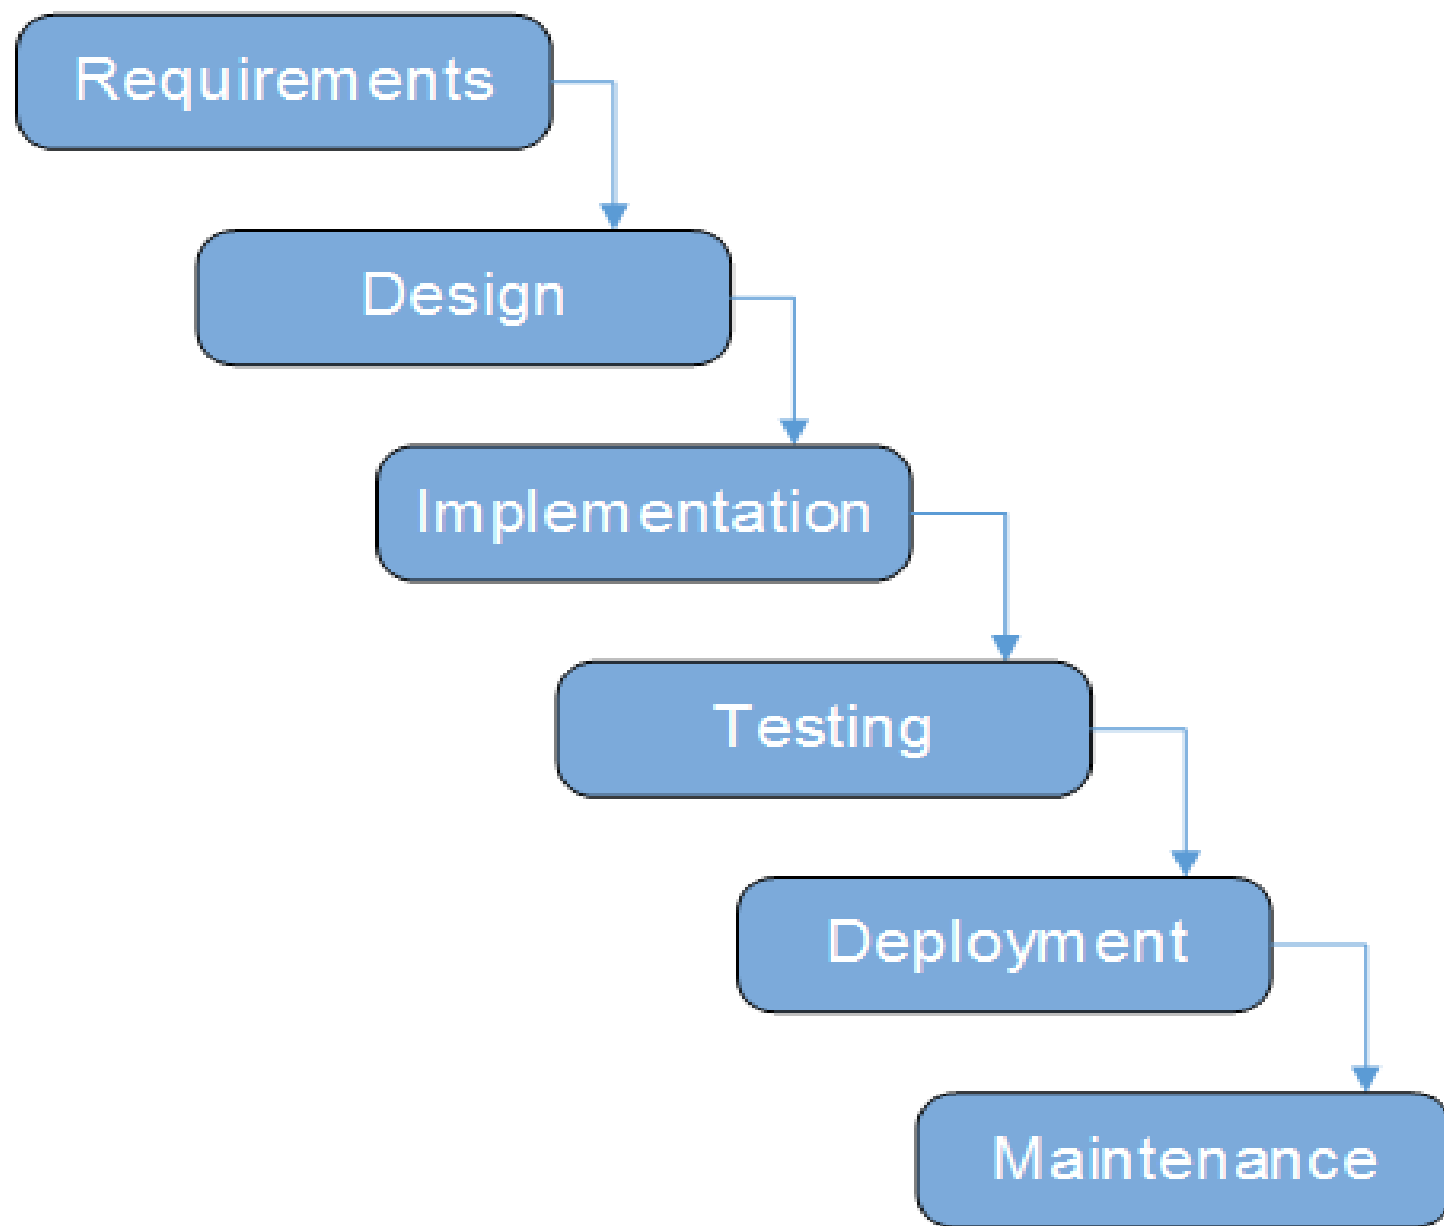 Requirements
Design
Implementation
Testing
Deployment
Maintenance